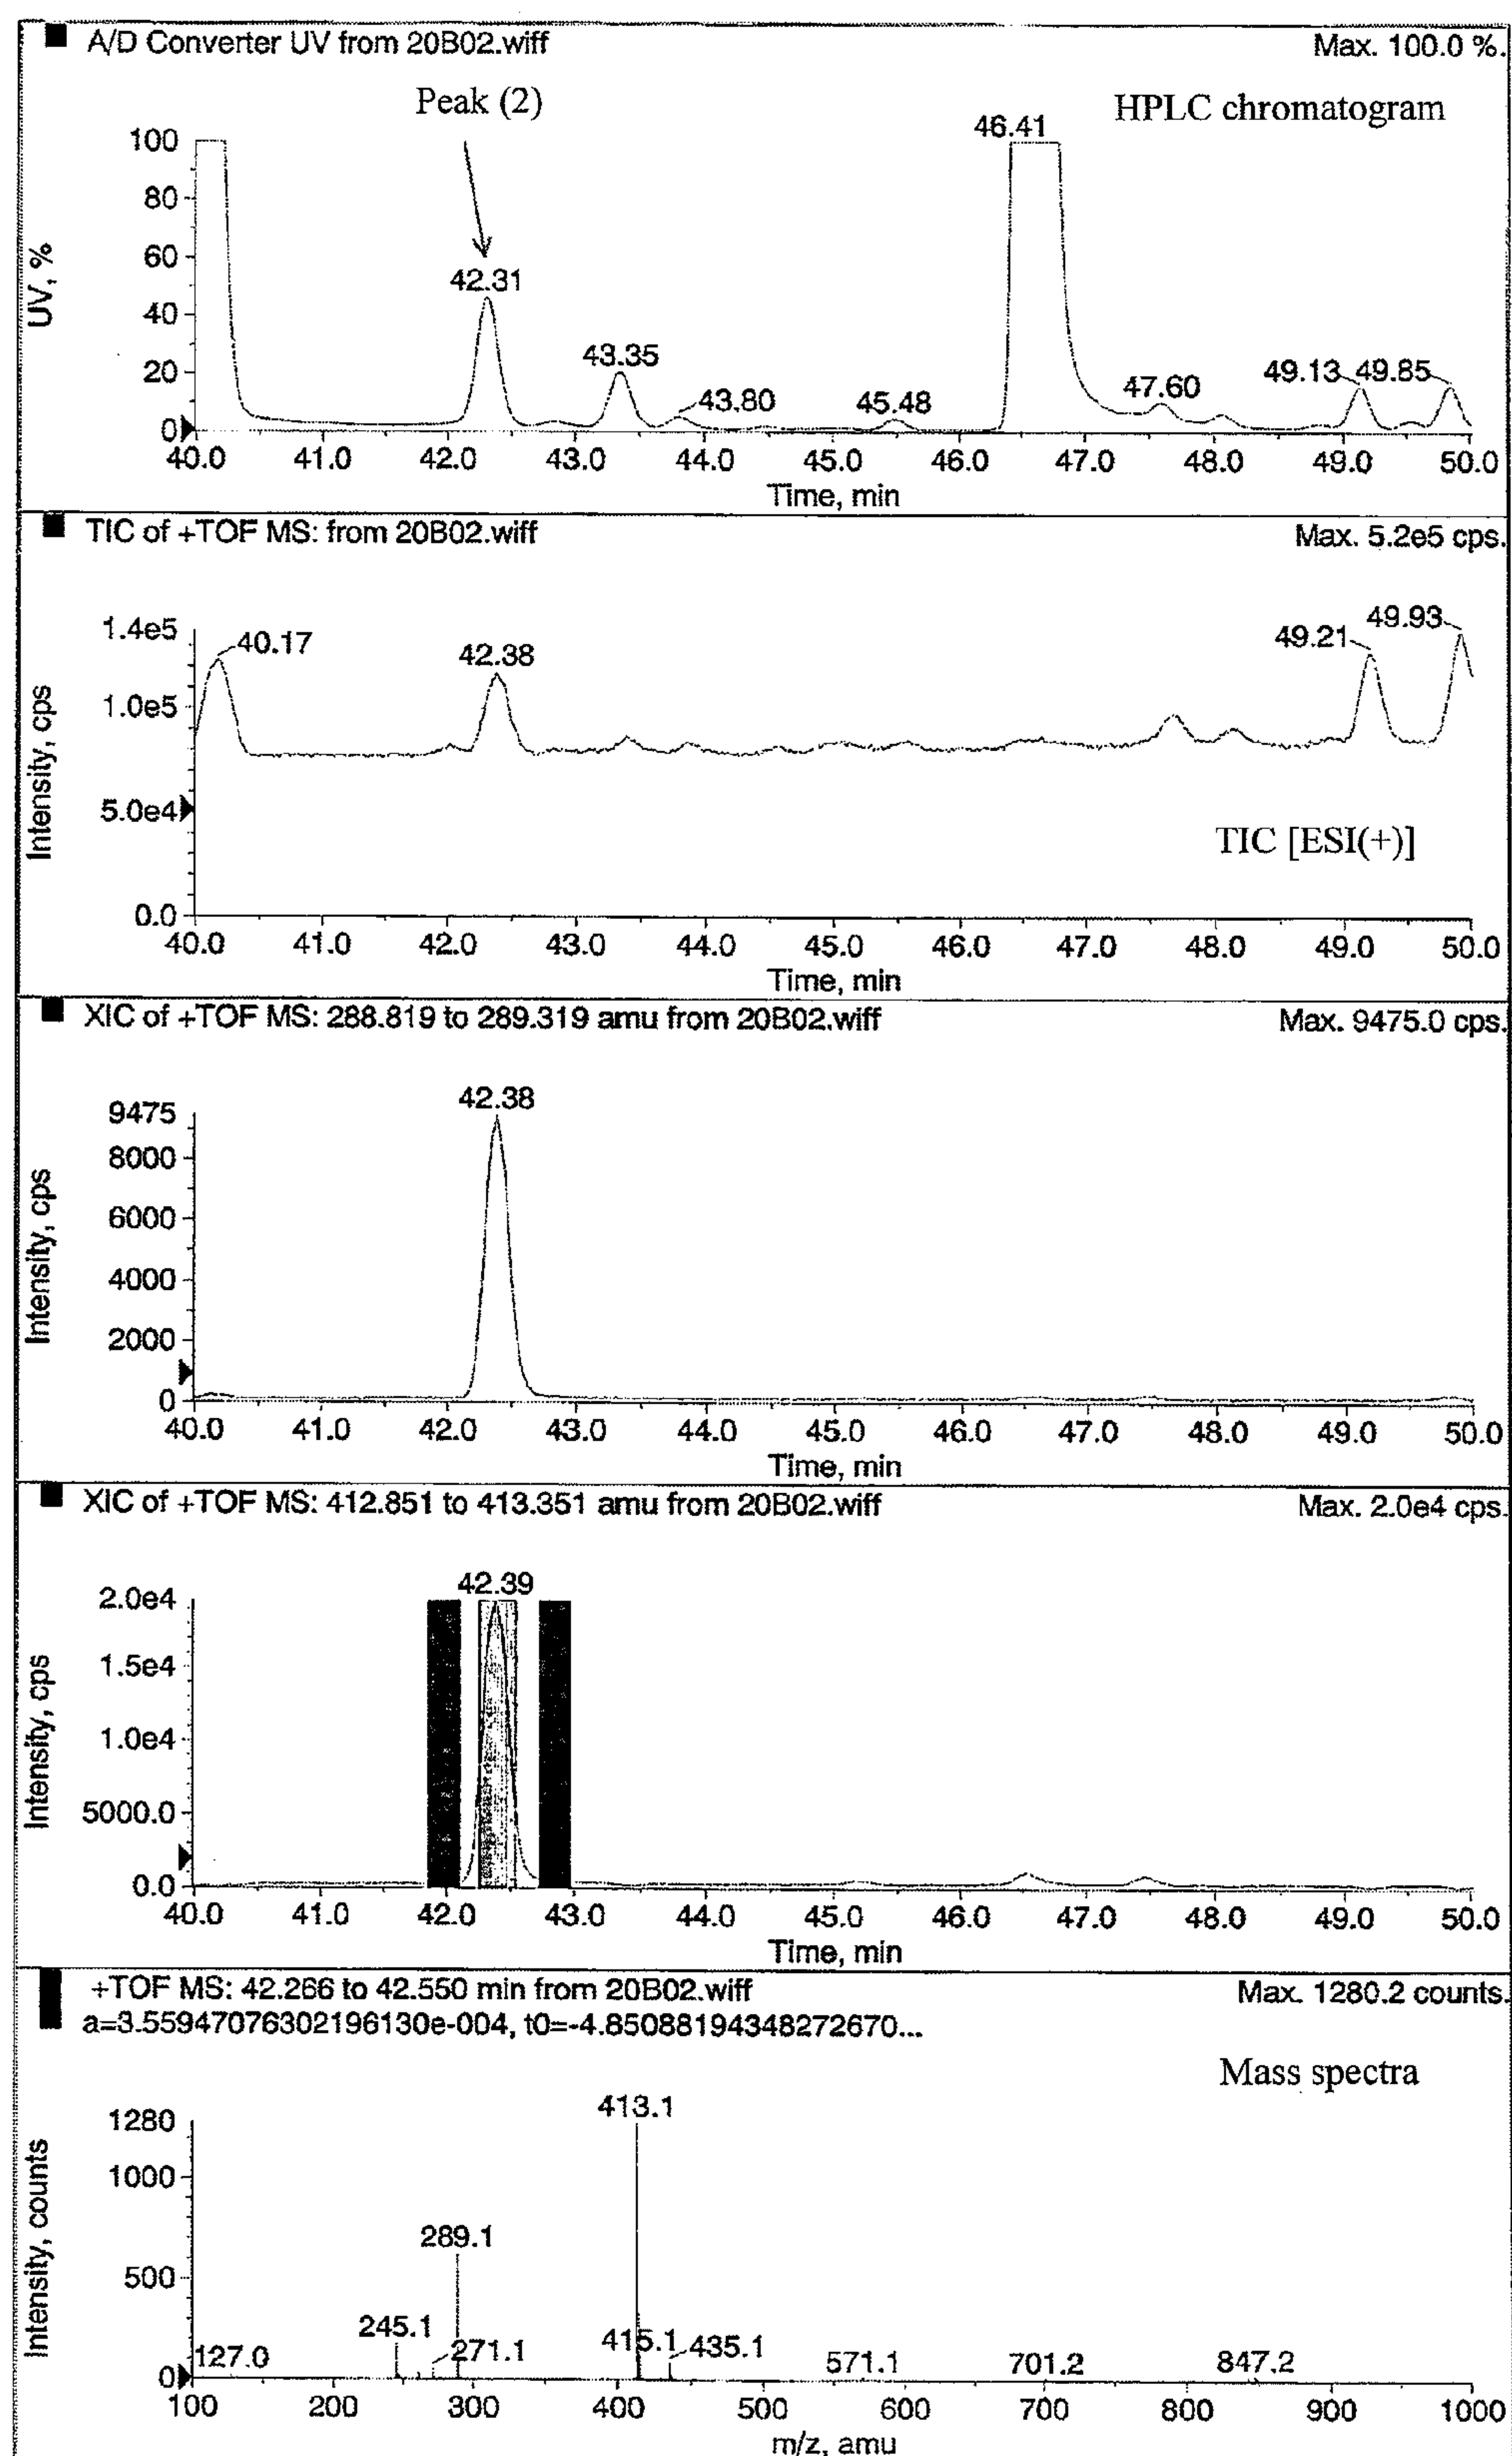 A/D Converter UV from 20B02.wiff
Max. 100.0 %.
Peak (2)
HPLC chromatogram
46.41
100
80
60
42.31
UV, %
40
43.35
20
43.80
45.48
47.60
49.13
49.85
0
40.0 41.0 42.0 43.0 44.0 45.0 46.0 47.0 48.0 49.0 50.0
Time, min
TIC of +TOF MS: from 20B02.wiff
Max. 5.2e5 cps.
1.4e5
40.17
42.38
49.21
49.93
1.0e5
Intensity, cps
5.0e4
TIC [ESI(+)]
0.0
40.0 41.0 42.0 43.0 44.0 45.0 46.0 47.0 48.0 49.0 50.0
Time, min
XIC of +TOF MS: 288.819 to 289.319 amu from 20B02.wiff
Max. 9475.0 cps.
42.38
9475
8000
6000
Intensity, cps
4000
2000
0
40.0 41.0 42.0 43.0 44.0 45.0 46.0 47.0 48.0 49.0 50.0
Time, min
XIC of +TOF MS: 412.851 to 413.351 amu from 20B02.wiff
Max. 2.0e4 cps.
42.39
2.0e4
1.5e4
Intensity, cps
1.0e4
5000.0
0.0
40.0 41.0 42.0 43.0 44.0 45.0 46.0 47.0 48.0 49.0 50.0
Time, min
+TOF MS: 42.266 to 42.550 min from 20B02.wiff
Max. 1280.2 counts.
a=3.55947076302196130e-004, t0=-4.85088194348272670...
Mass spectra
413.1
1280
1000
Intensity, counts
289.1
500
245.1
271.1
415.1
435.1
127.0
571.1
701.2
847.2
0
100 200 300 400 500 600 700 800 900 1000
m/z, amu